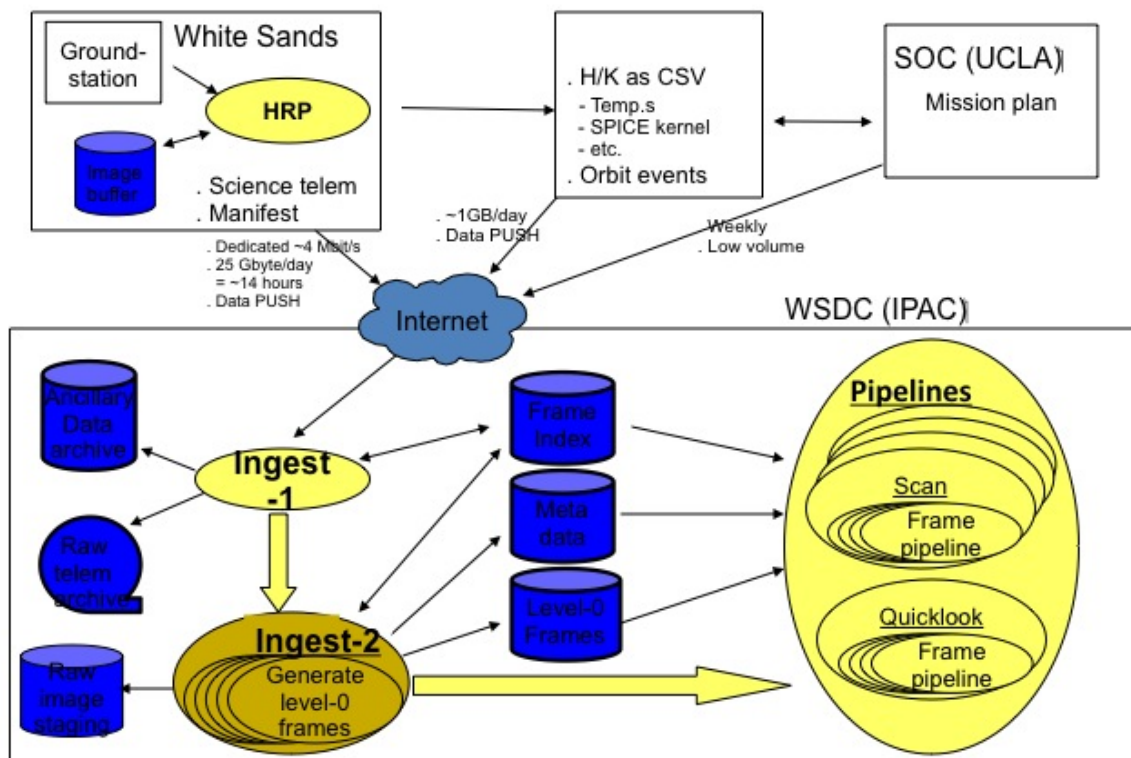 White Sands
Ground-
station
HRP
Image
buffer
. Science telem
. Manifest
. Dedicated ~4 Mbit/s
. 25 Gbyte/day
= ~14 hours
. Data PUSH
. H/K as CSV
- Temp.s
- SPICE kernel
- etc.
. Orbit events
. ~1GB/day
. Data PUSH
SOC (UCLA)
Mission plan
. Weekly
. Low volume
Internet
WSDC (IPAC)
Ancillary
Data
archive
Ingest
-1
Raw
telem
archive
Raw
image
staging
Ingest-2
Generate
level-0
frames
Frame
Index
Meta
data
Level-0
Frames
Pipelines
Scan
Frame
pipeline
Quicklook
Frame
pipeline